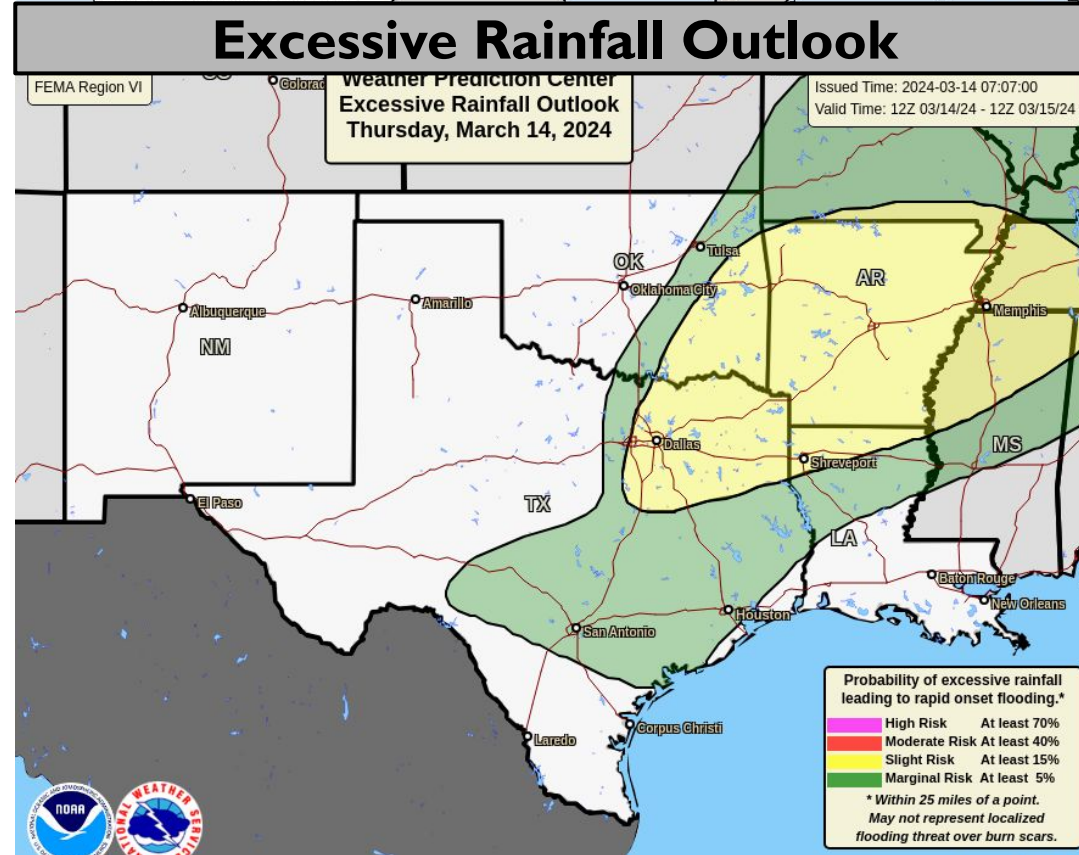 Excessive Rainfall Outlook
FEMA Region VI
Weather Prediction Center
Excessive Rainfall Outlook
Thursday, March 14, 2024
Issued Time: 2024-03-14 07:07:00
Valid Time: 12Z 03/14/24 - 12Z 03/15/24
Colorad
Tulsa
OK
Oklahoma City
AR
Amarillo
Albuquerque
Memphis
NM
Dallas
MS
Shreveport
El Paso
TX
LA
Baton Rouge
New Orleans
Houston
San Antonio
Corpus Christi
Laredo
Probability of excessive rainfall
leading to rapid onset flooding.*
High Risk At least 70%
Moderate Risk At least 40%
Slight Risk At least 15%
Marginal Risk At least 5%
* Within 25 miles of a point.
May not represent localized
flooding threat over burn scars.
NOAA